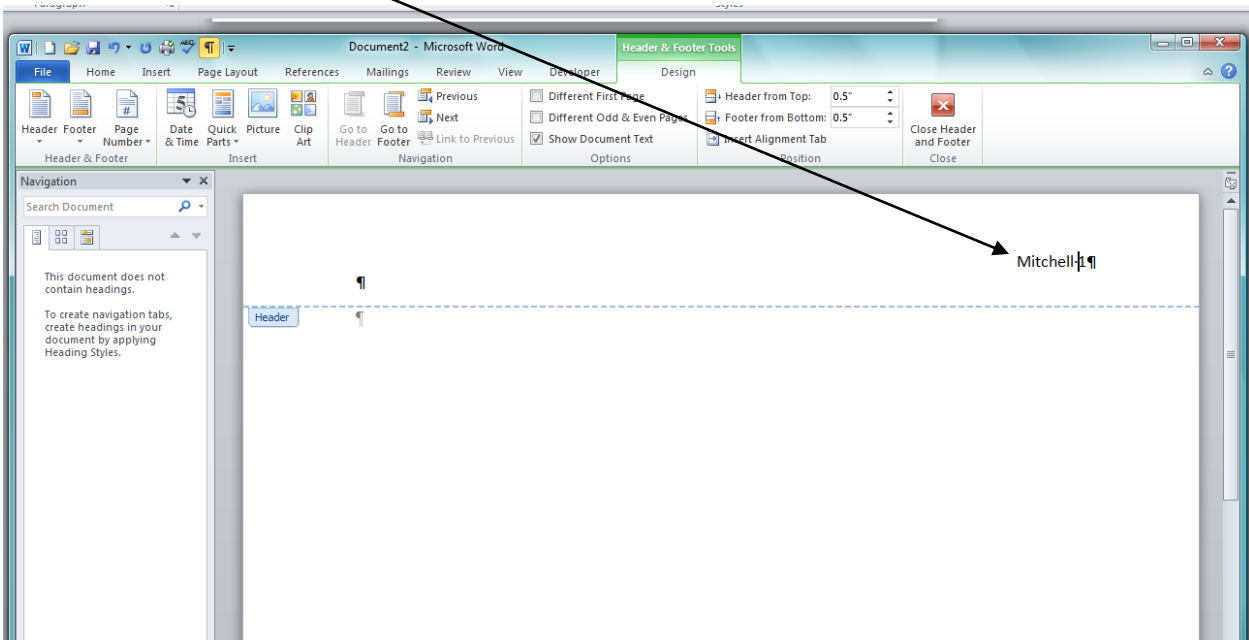 Paragraph
Styles
W
ABC
¶
Document2 - Microsoft Word
Header & Footer Tools
File Home Insert Page Layout References Mailings Review View Developer Design
Header Footer Page Number
Date & Time Quick Parts Picture Clip Art
Go to Header Go to Footer
Previous
Next
Link to Previous
Different First Page
Different Odd & Even Pages
Show Document Text
Header from Top: 0.5"
Footer from Bottom: 0.5"
Insert Alignment Tab
Close Header and Footer
Header & Footer Insert Navigation Options Position Close
Navigation
Search Document
This document does not
contain headings.
To create navigation tabs,
create headings in your
document by applying
Heading Styles.
Mitchell·1¶
¶
Header
¶